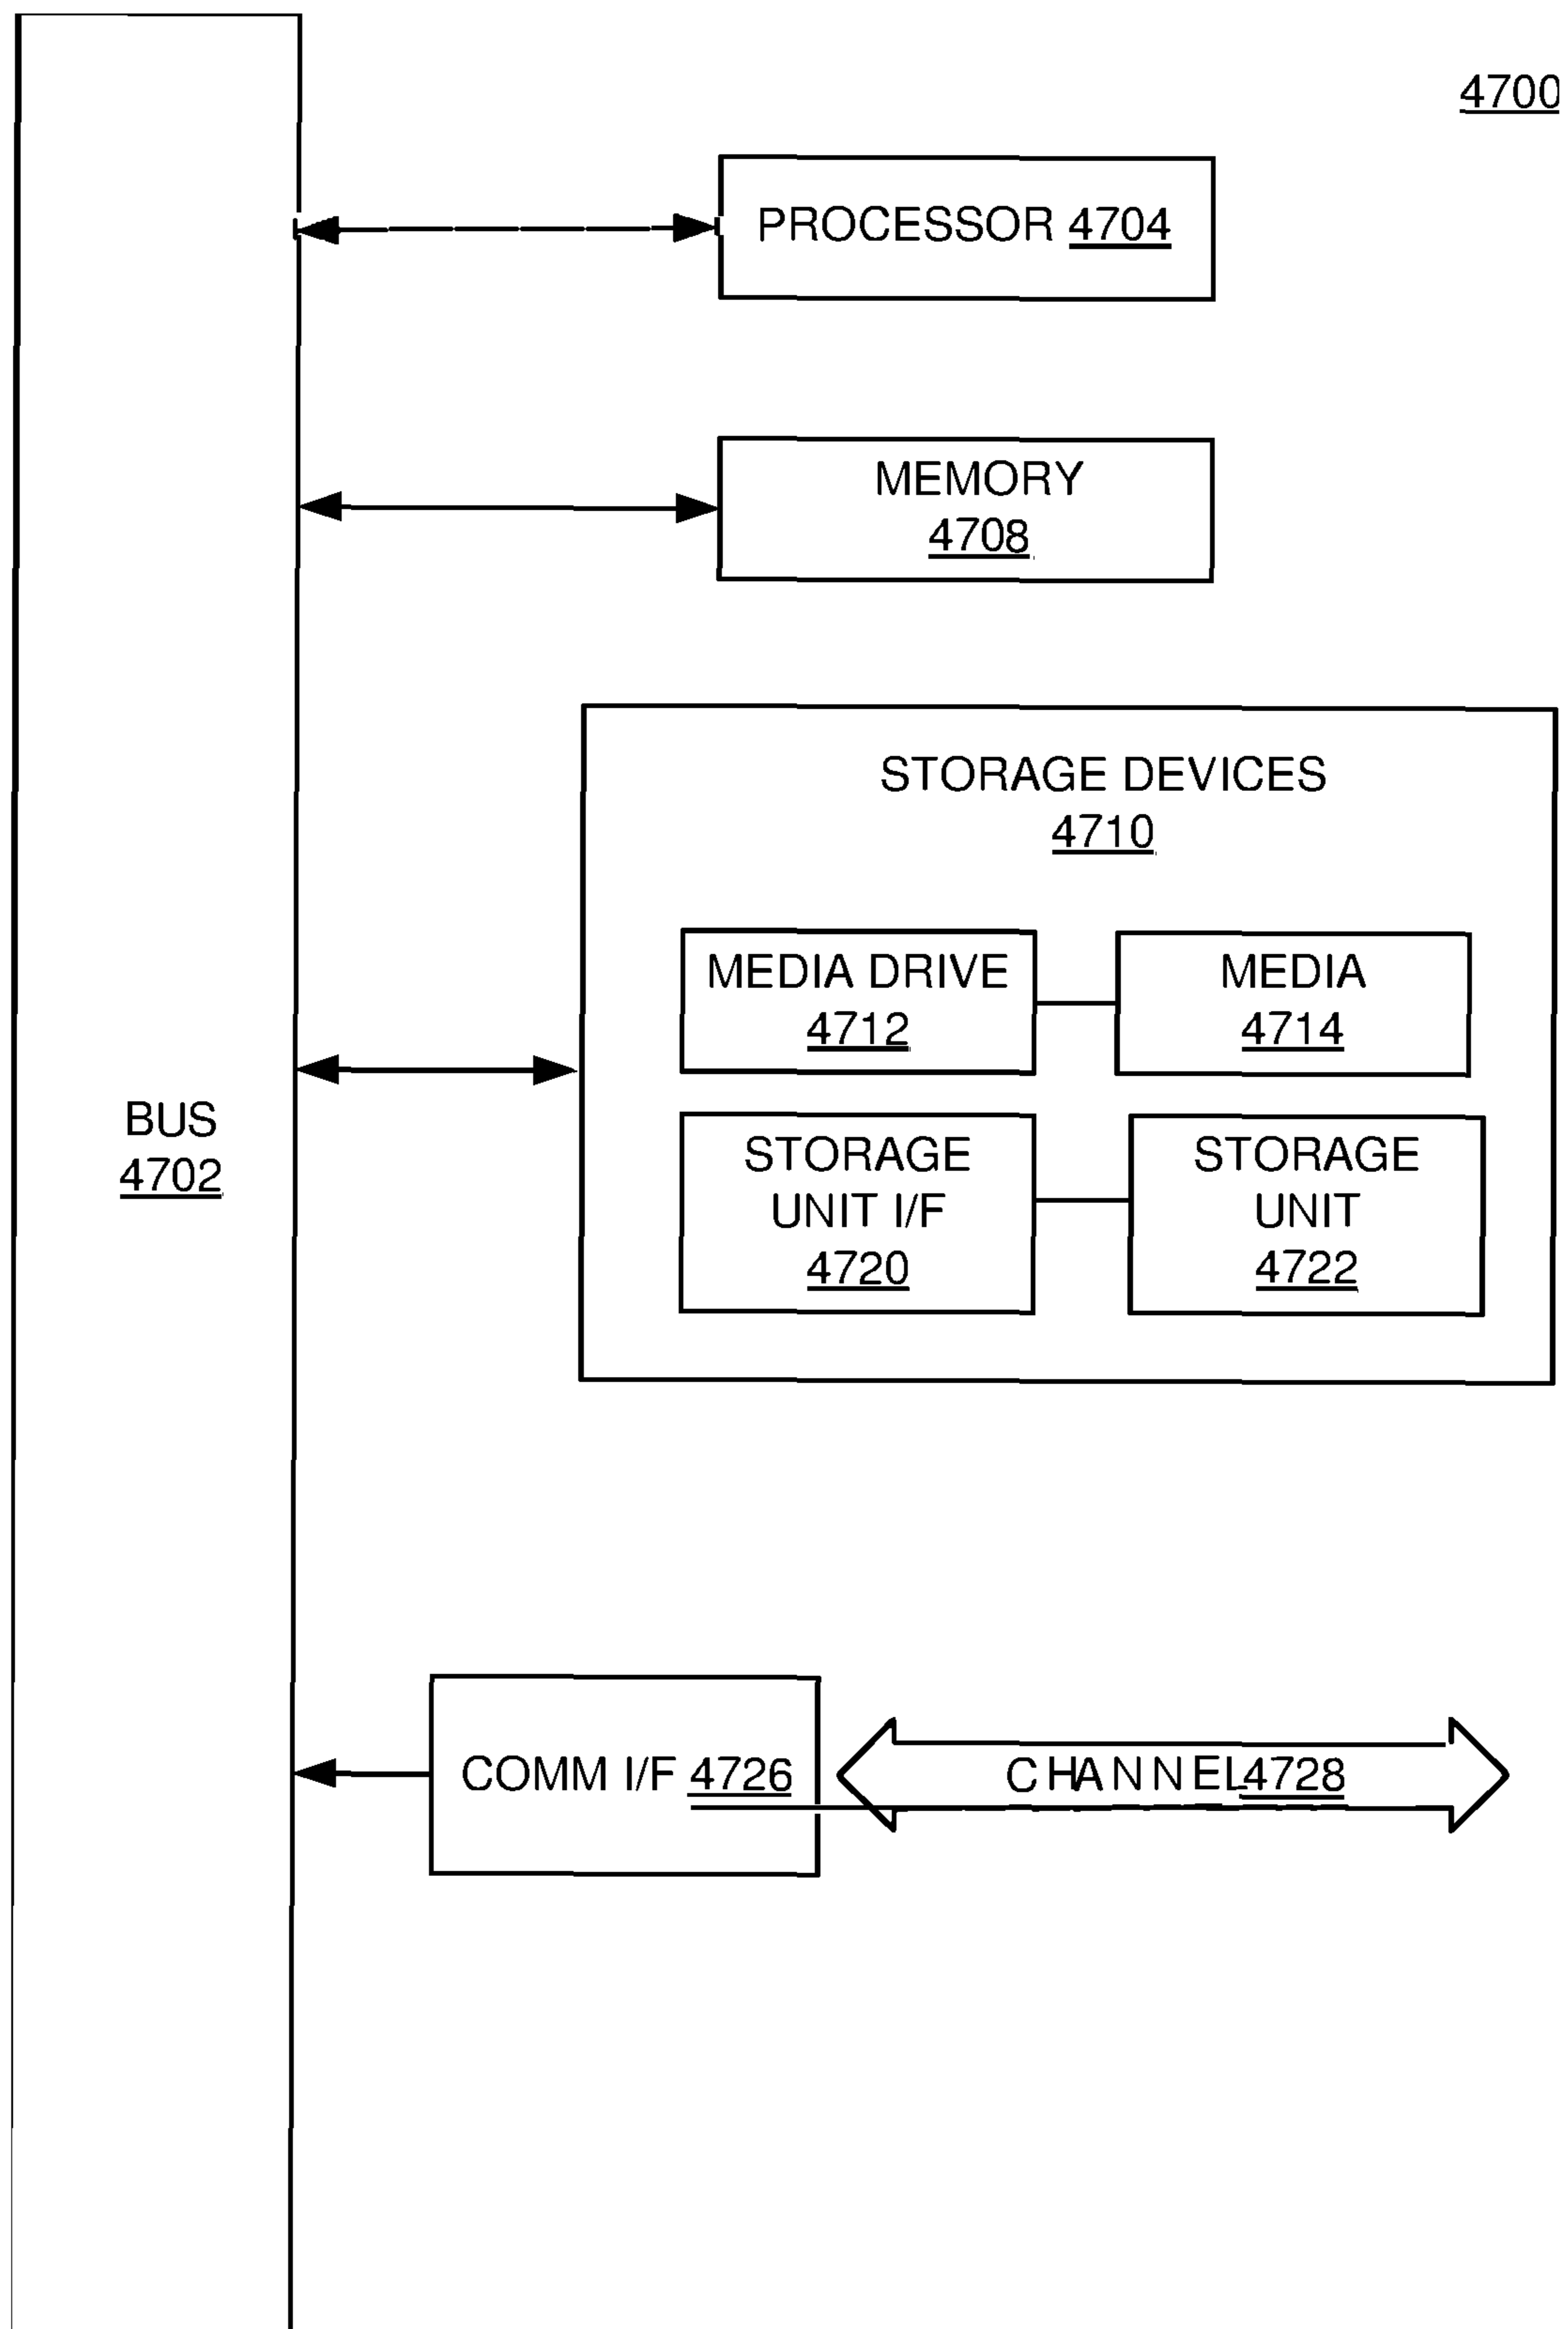 4700
PROCESSOR 4704
MEMORY
4708
STORAGE DEVICES
4710
MEDIA DRIVE
4712
MEDIA
4714
BUS
4702
STORAGE
UNIT I/F
4720
STORAGE
UNIT
4722
COMM I/F 4726
CHANNEL 4728